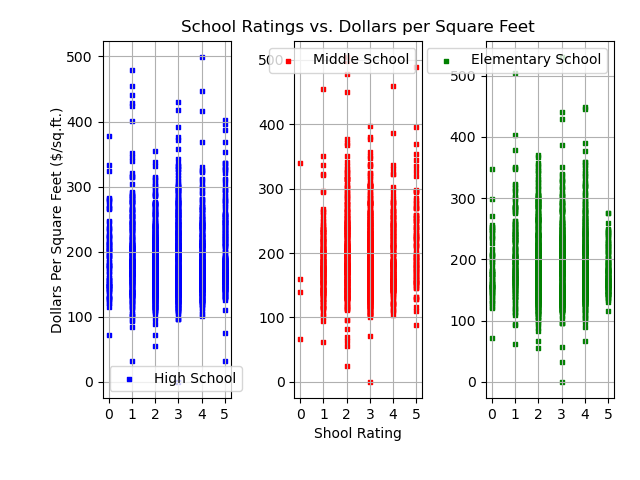 School Ratings vs. Dollars per Square Feet
Dollars Per Square Feet ($/sq.ft.)
500
400
300
200
100
0
0 1 2 3 4 5
High School
500
400
300
200
100
0
0 1 2 3 4 5
Middle School
Shool Rating
500
400
300
200
100
0
0 1 2 3 4 5
Elementary School